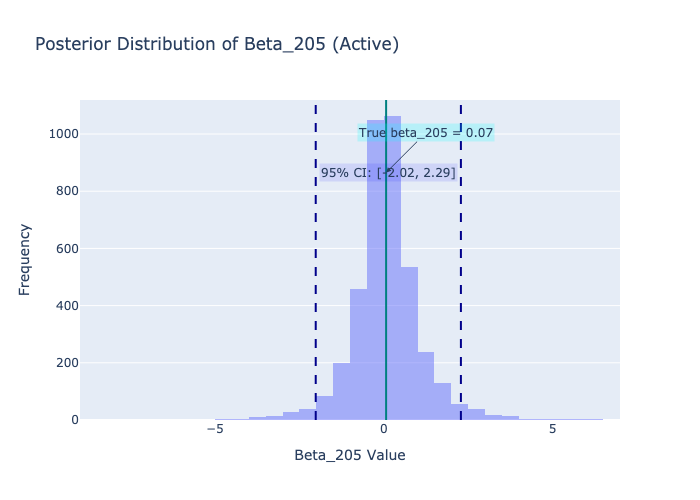 Posterior Distribution of Beta_205 (Active)
True beta_205 = 0.07
95% CI: [-2.02, 2.29]
1000
800
600
400
200
0
Frequency
−5
0
5
Beta_205 Value